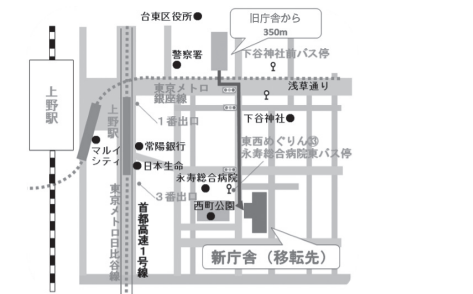 台東区役所
旧庁舎から
350m
警察署
下谷神社前バス停
上野駅
東京メトロ
銀座線
浅草通り
上野駅
1番出口
下谷神社
マルイ
シティ
常陽銀行
東西めぐりん㉝
永寿総合病院東バス停
日本生命
永寿総合病院
3番出口
西町公園
東京メトロ日比谷線
首都高速1号線
新庁舎（移転先）